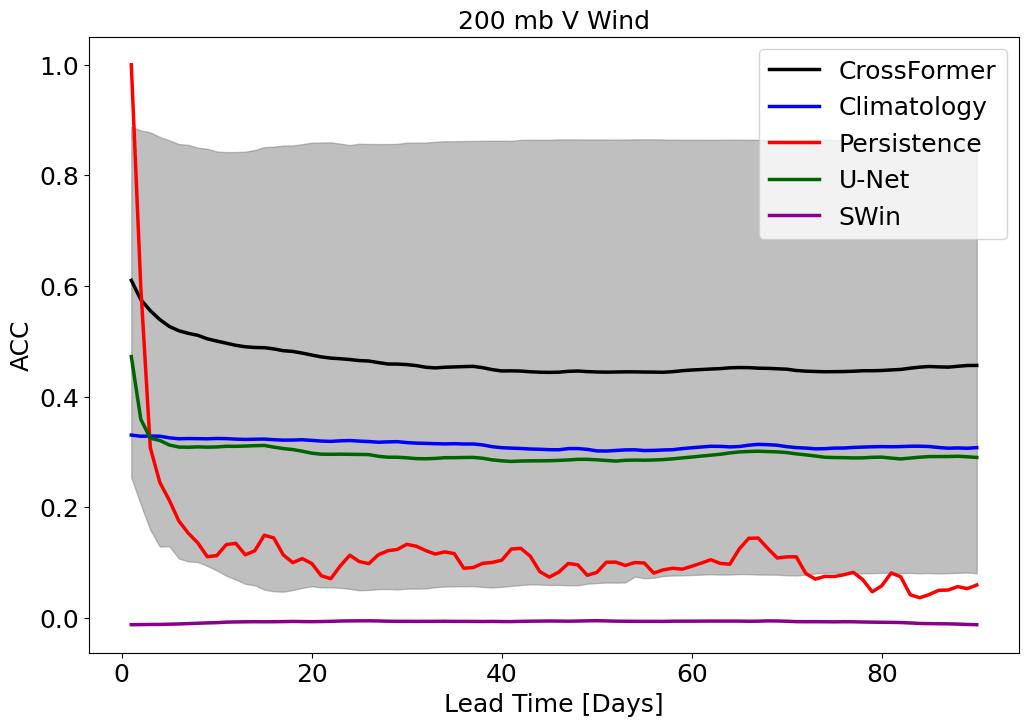 200 mb V Wind
CrossFormer
Climatology
Persistence
U-Net
SWin
1.0
0.8
0.6
0.4
0.2
0.0
ACC
0 20 40 60 80
Lead Time [Days]